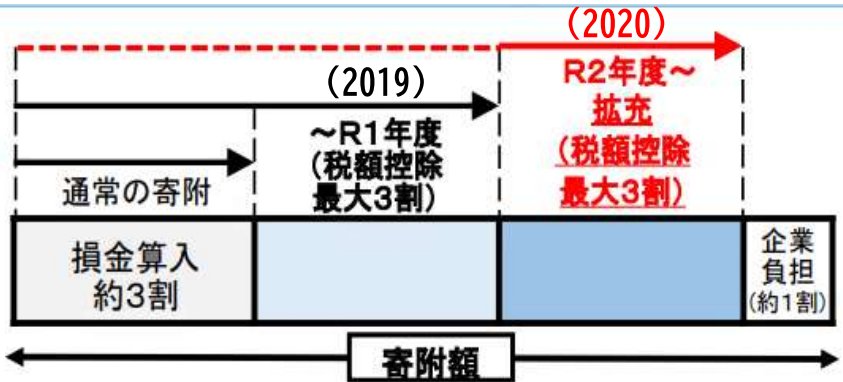 (2020)
(2019)
R2年度～
拡充
(税額控除
最大3割)
～R1年度
(税額控除
最大3割)
通常の寄附
損金算入
約3割
企業
負担
(約1割)
寄附額